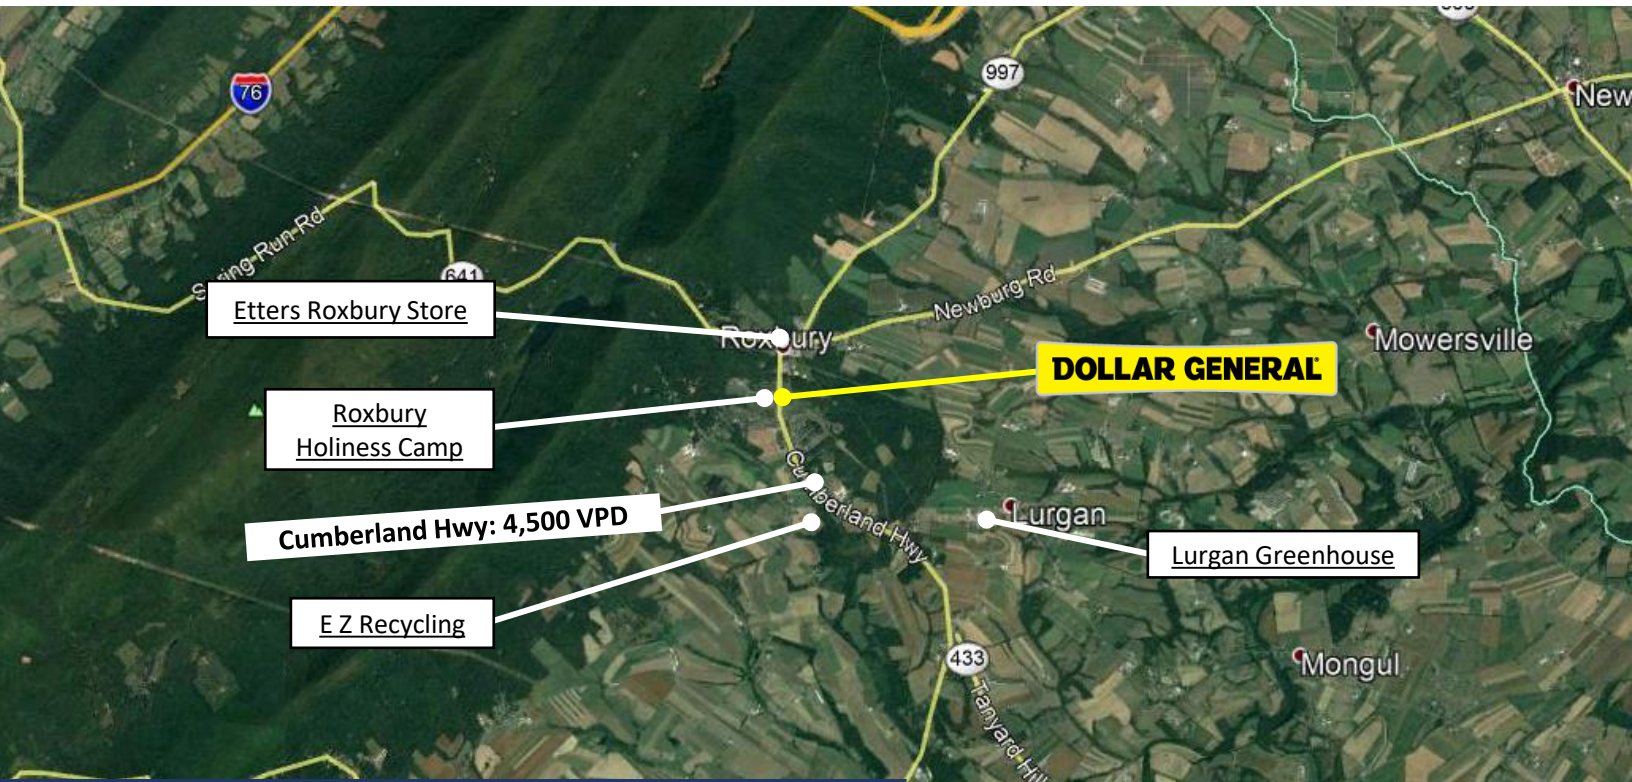 76
997
New
Spring Run Rd
641
Etters Roxbury Store
Newburg Rd
Roxbury
Mowersville
DOLLAR GENERAL
Roxbury
Holiness Camp
Cumberland Hwy
Cumberland Hwy: 4,500 VPD
Lurgan
Lurgan Greenhouse
E Z Recycling
433
Mongul
Tanyard Hill